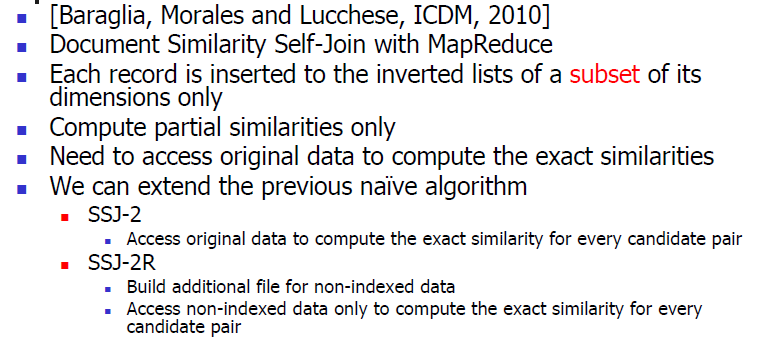 [Baraglia, Morales and Lucchese, ICDM, 2010]
Document Similarity Self-Join with MapReduce
Each record is inserted to the inverted lists of a subset of its
dimensions only
Compute partial similarities only
Need to access original data to compute the exact similarities
We can extend the previous naïve algorithm
SSJ-2
Access original data to compute the exact similarity for every candidate pair
SSJ-2R
Build additional file for non-indexed data
Access non-indexed data only to compute the exact similarity for every
candidate pair